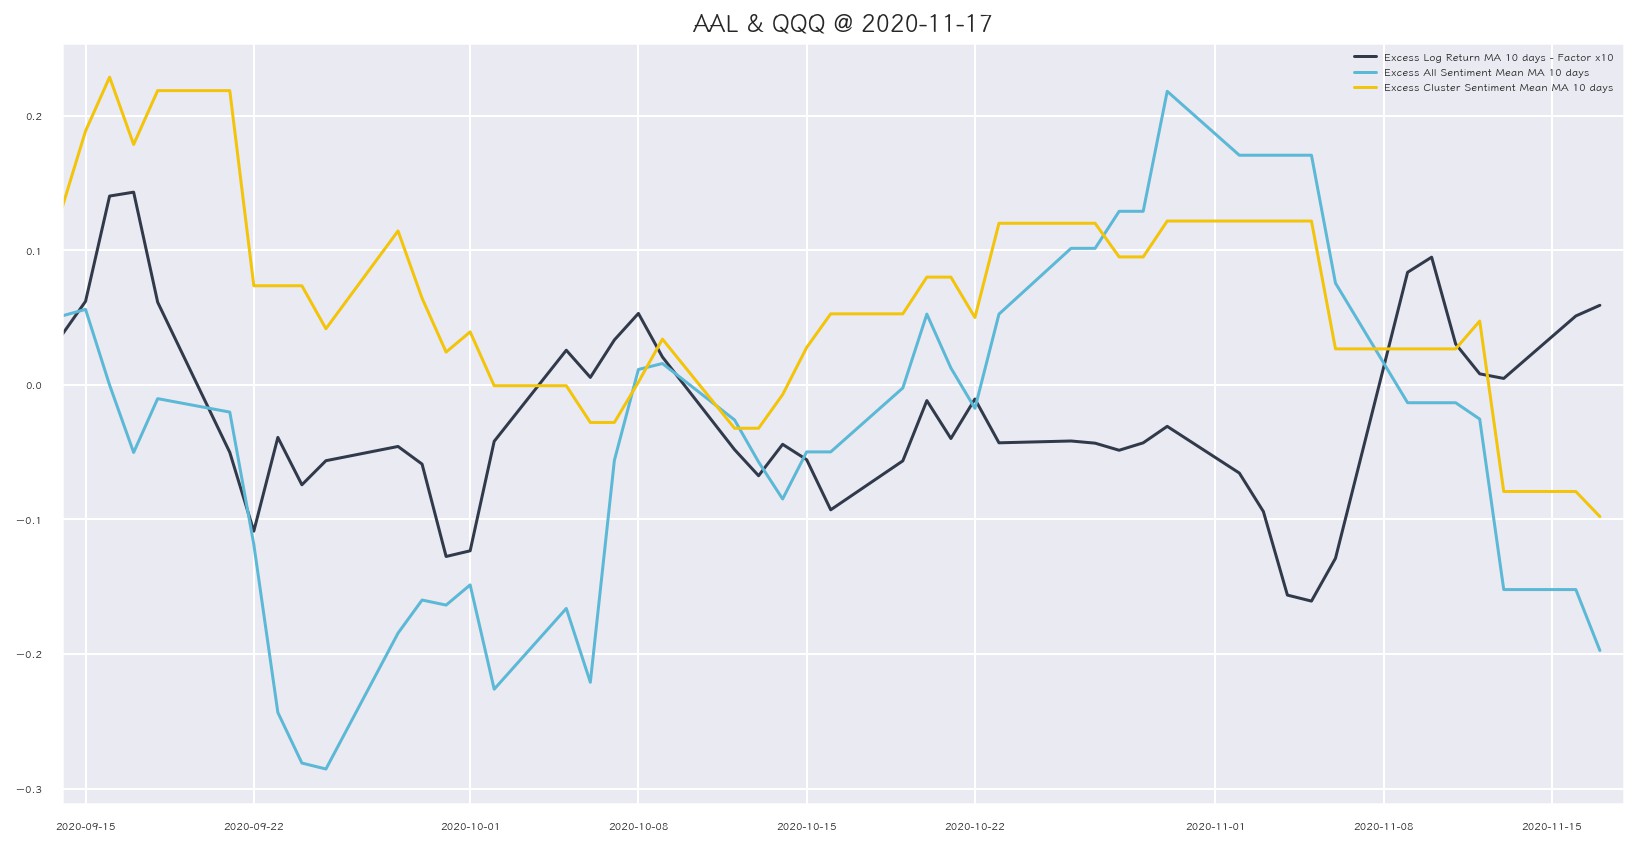 AAL & QQQ @ 2020-11-17
Excess Log Return MA 10 days - Factor x10
Excess All Sentiment Mean MA 10 days
Excess Cluster Sentiment Mean MA 10 days
0.2
0.1
0.0
−0.1
−0.2
−0.3
2020-09-15 2020-09-22 2020-10-01 2020-10-08 2020-10-15 2020-10-22 2020-11-01 2020-11-08 2020-11-15